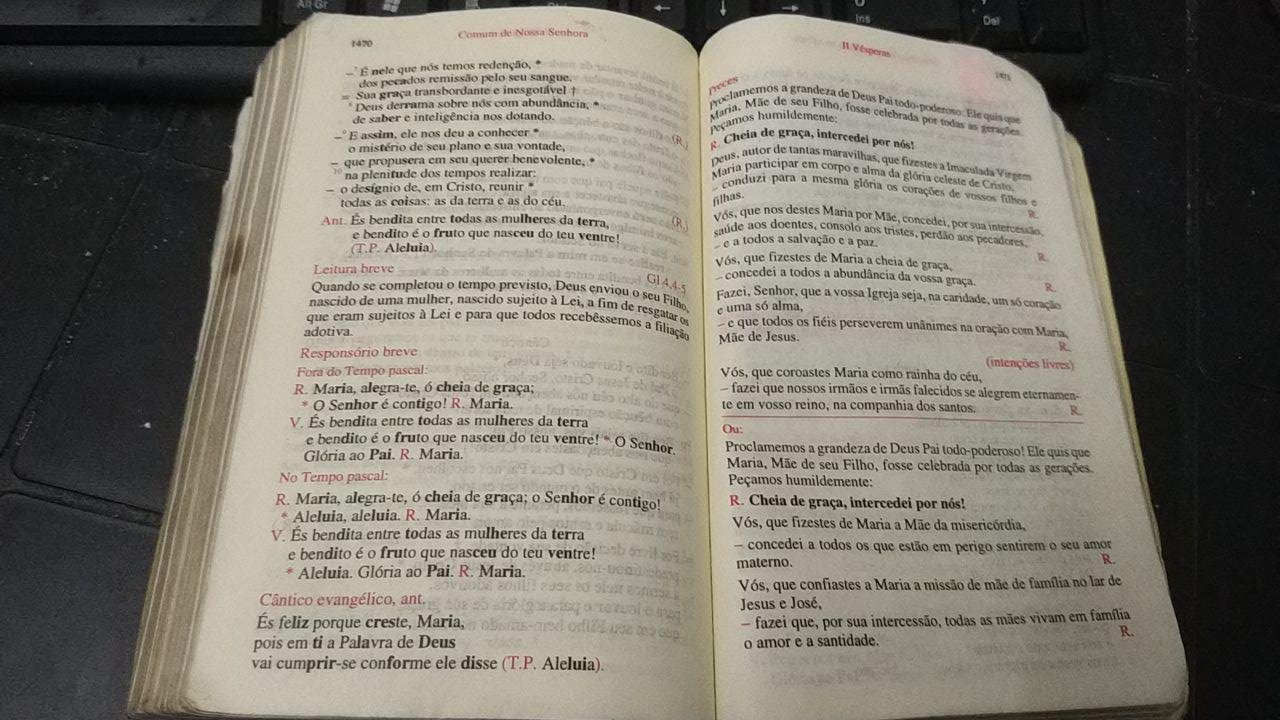 Alt Gr
Ins
Del
1470
Comum de Nossa Senhora
–⁷É nele que nós temos redenção, *
dos pecados remissão pelo seu sangue.
= Sua graça transbordante e inesgotável †
⁸Deus derrama sobre nós com abundância, *
de saber e inteligência nos dotando.
–⁹E assim, ele nos deu a conhecer *
(R.)
o mistério de seu plano e sua vontade,
– que propusera em seu querer benevolente, *
¹⁰na plenitude dos tempos realizar:
– o desígnio de, em Cristo, reunir *
todas as coisas: as da terra e as do céu.
(R.)
Ant. És bendita entre todas as mulheres da terra,
e bendito é o fruto que nasceu do teu ventre!
(T.P. Aleluia).
Leitura breve
Gl 4,4-5
Quando se completou o tempo previsto, Deus enviou o seu Filho,
nascido de uma mulher, nascido sujeito à Lei, a fim de resgatar os
que eram sujeitos à Lei e para que todos recebêssemos a filiação
adotiva.
Responsório breve
Fora do Tempo pascal:
R. Maria, alegra-te, ó cheia de graça;
* O Senhor é contigo! R. Maria.
V. És bendita entre todas as mulheres da terra
e bendito é o fruto que nasceu do teu ventre! * O Senhor.
Glória ao Pai. R. Maria.
No Tempo pascal:
R. Maria, alegra-te, ó cheia de graça; o Senhor é contigo!
* Aleluia, aleluia. R. Maria.
V. És bendita entre todas as mulheres da terra
e bendito é o fruto que nasceu do teu ventre!
* Aleluia. Glória ao Pai. R. Maria.
Cântico evangélico, ant.
És feliz porque creste, Maria,
pois em ti a Palavra de Deus
vai cumprir-se conforme ele disse (T.P. Aleluia).
II Vésperas
1471
Preces
Proclamemos a grandeza de Deus Pai todo-poderoso: Ele quis que
Maria, Mãe de seu Filho, fosse celebrada por todas as gerações.
Peçamos humildemente:
R. Cheia de graça, intercedei por nós!
Deus, autor de tantas maravilhas, que fizestes a Imaculada Virgem
Maria participar em corpo e alma da glória celeste de Cristo,
– conduzi para a mesma glória os corações de vossos filhos e
filhas.
R.
Vós, que nos destes Maria por Mãe, concedei, por sua intercessão,
saúde aos doentes, consolo aos tristes, perdão aos pecadores,
– e a todos a salvação e a paz.
R.
Vós, que fizestes de Maria a cheia de graça,
– concedei a todos a abundância da vossa graça.
R.
Fazei, Senhor, que a vossa Igreja seja, na caridade, um só coração
e uma só alma,
– e que todos os fiéis perseverem unânimes na oração com Maria,
Mãe de Jesus.
R.
(intenções livres)
Vós, que coroastes Maria como rainha do céu,
– fazei que nossos irmãos e irmãs falecidos se alegrem eternamen-
te em vosso reino, na companhia dos santos.
R.
Ou:
Proclamemos a grandeza de Deus Pai todo-poderoso! Ele quis que
Maria, Mãe de seu Filho, fosse celebrada por todas as gerações.
Peçamos humildemente:
R. Cheia de graça, intercedei por nós!
Vós, que fizestes de Maria a Mãe da misericórdia,
– concedei a todos os que estão em perigo sentirem o seu amor
materno.
R.
Vós, que confiastes a Maria a missão de mãe de família no lar de
Jesus e José,
– fazei que, por sua intercessão, todas as mães vivam em família
o amor e a santidade.
R.